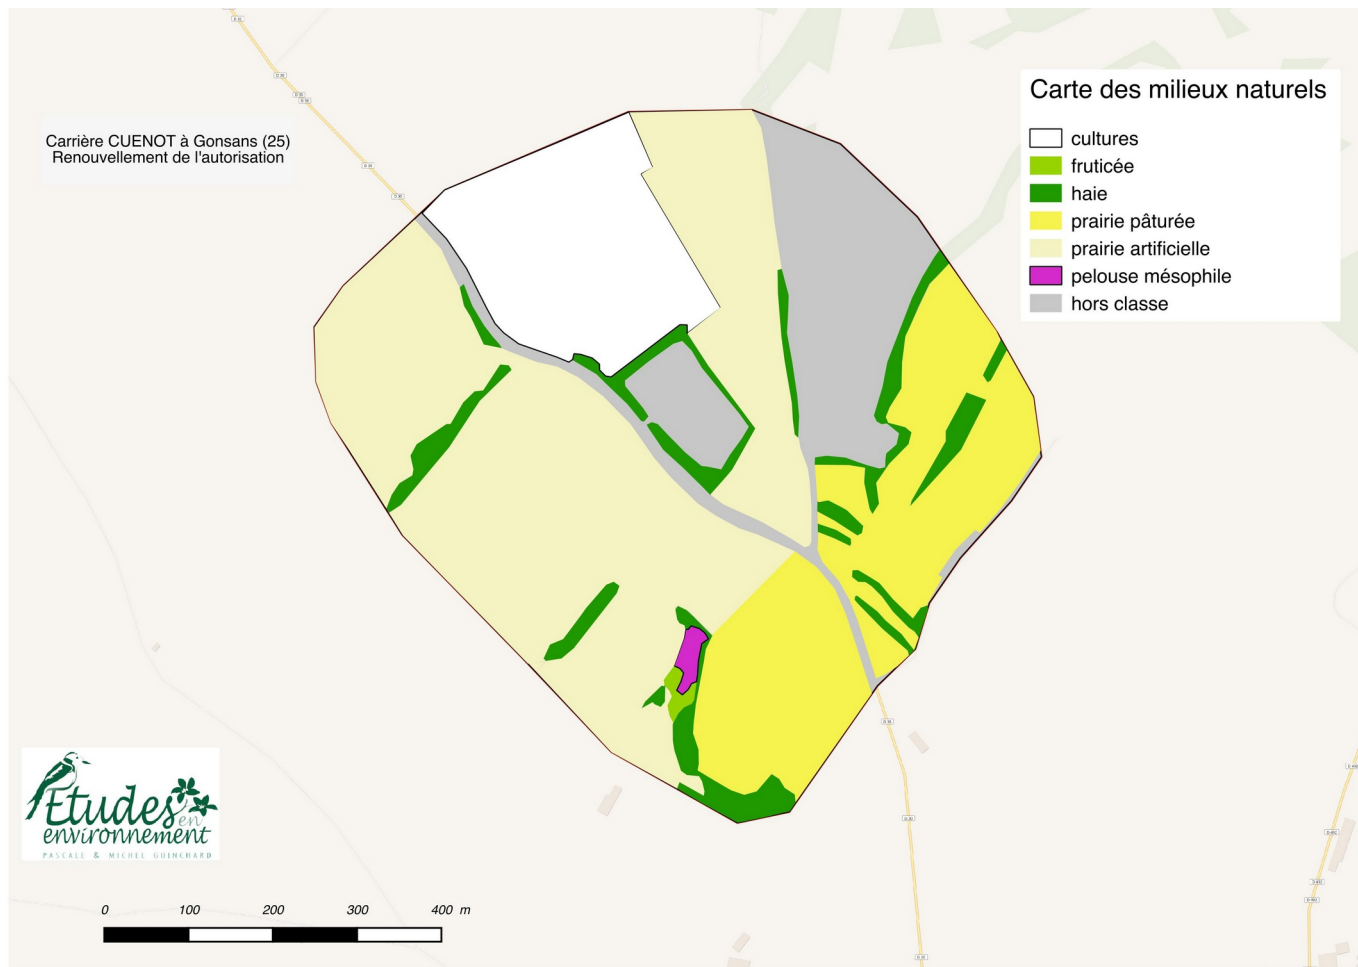 Carte des milieux naturels
Carrière CUENOT à Gonsans (25)
Renouvellement de l'autorisation
cultures
fruticée
haie
prairie pâturée
prairie artificielle
pelouse mésophile
hors classe
Etudes
en
environnement
PASCALE & MICHEL GUINCHARD
0 100 200 300 400 m